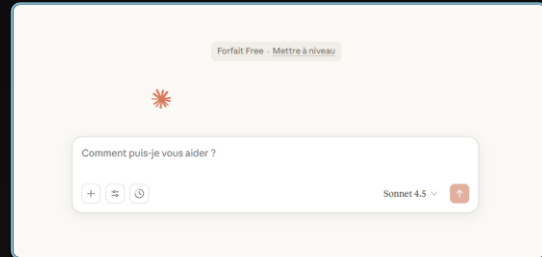 Forfait Free · Mettre à niveau
Comment puis-je vous aider ?
Sonnet 4.5